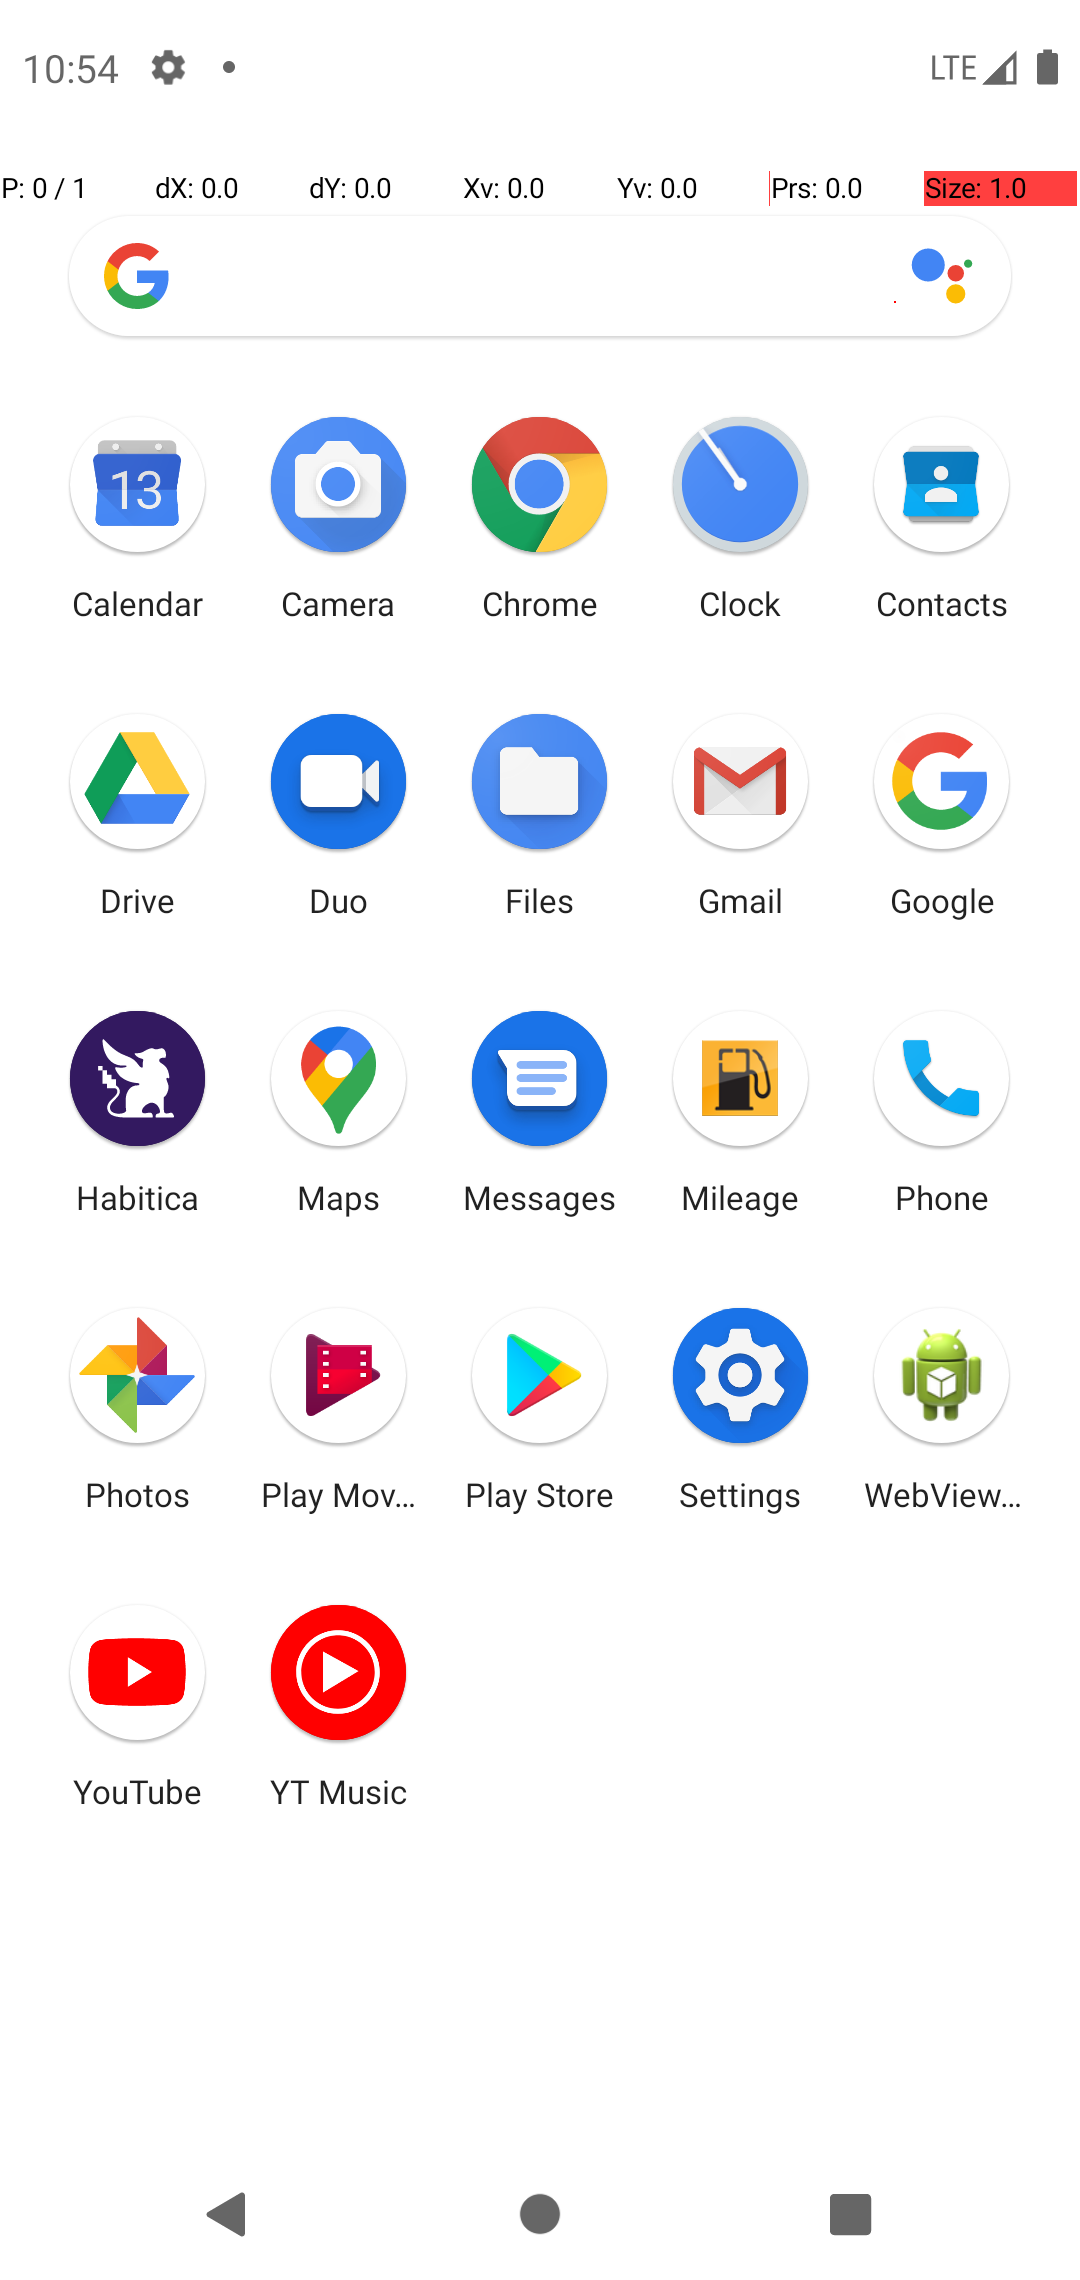 10:54 LTE
P: 0 / 1 dX: 0.0 dY: 0.0 Xv: 0.0 Yv: 0.0 Prs: 0.0 Size: 1.0
13
Calendar Camera Chrome Clock Contacts
Drive Duo Files Gmail Google
Habitica Maps Messages Mileage Phone
Photos Play Mov... Play Store Settings WebView...
YouTube YT Music